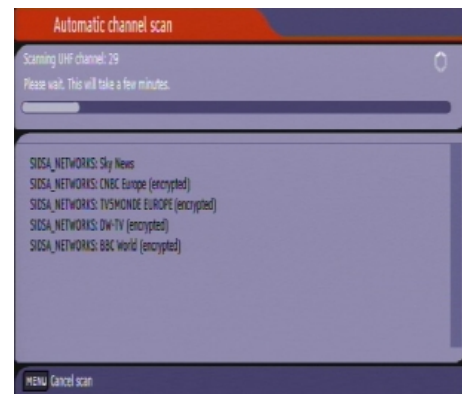 Automatic channel scan
Scanning UHF channel: 29
Please wait. This will take a few minutes.
SIDSA_NETWORKS: Sky News
SIDSA_NETWORKS: CNBC Europe (encrypted)
SIDSA_NETWORKS: TV5MONDE EUROPE (encrypted)
SIDSA_NETWORKS: DW-TV (encrypted)
SIDSA_NETWORKS: BBC World (encrypted)
MENU Cancel scan